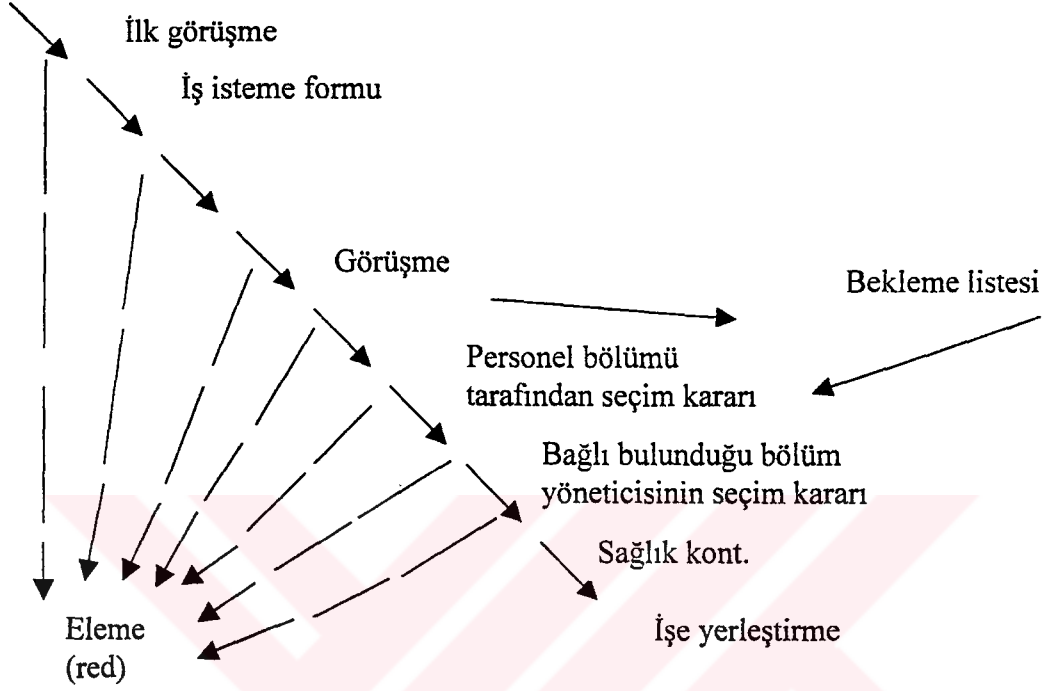 İlk görüşme
İş isteme formu
Görüşme
Bekleme listesi
Personel bölümü
tarafından seçim kararı
Bağlı bulunduğu bölüm
yöneticisinin seçim kararı
Sağlık kont.
İşe yerleştirme
Eleme
(red)